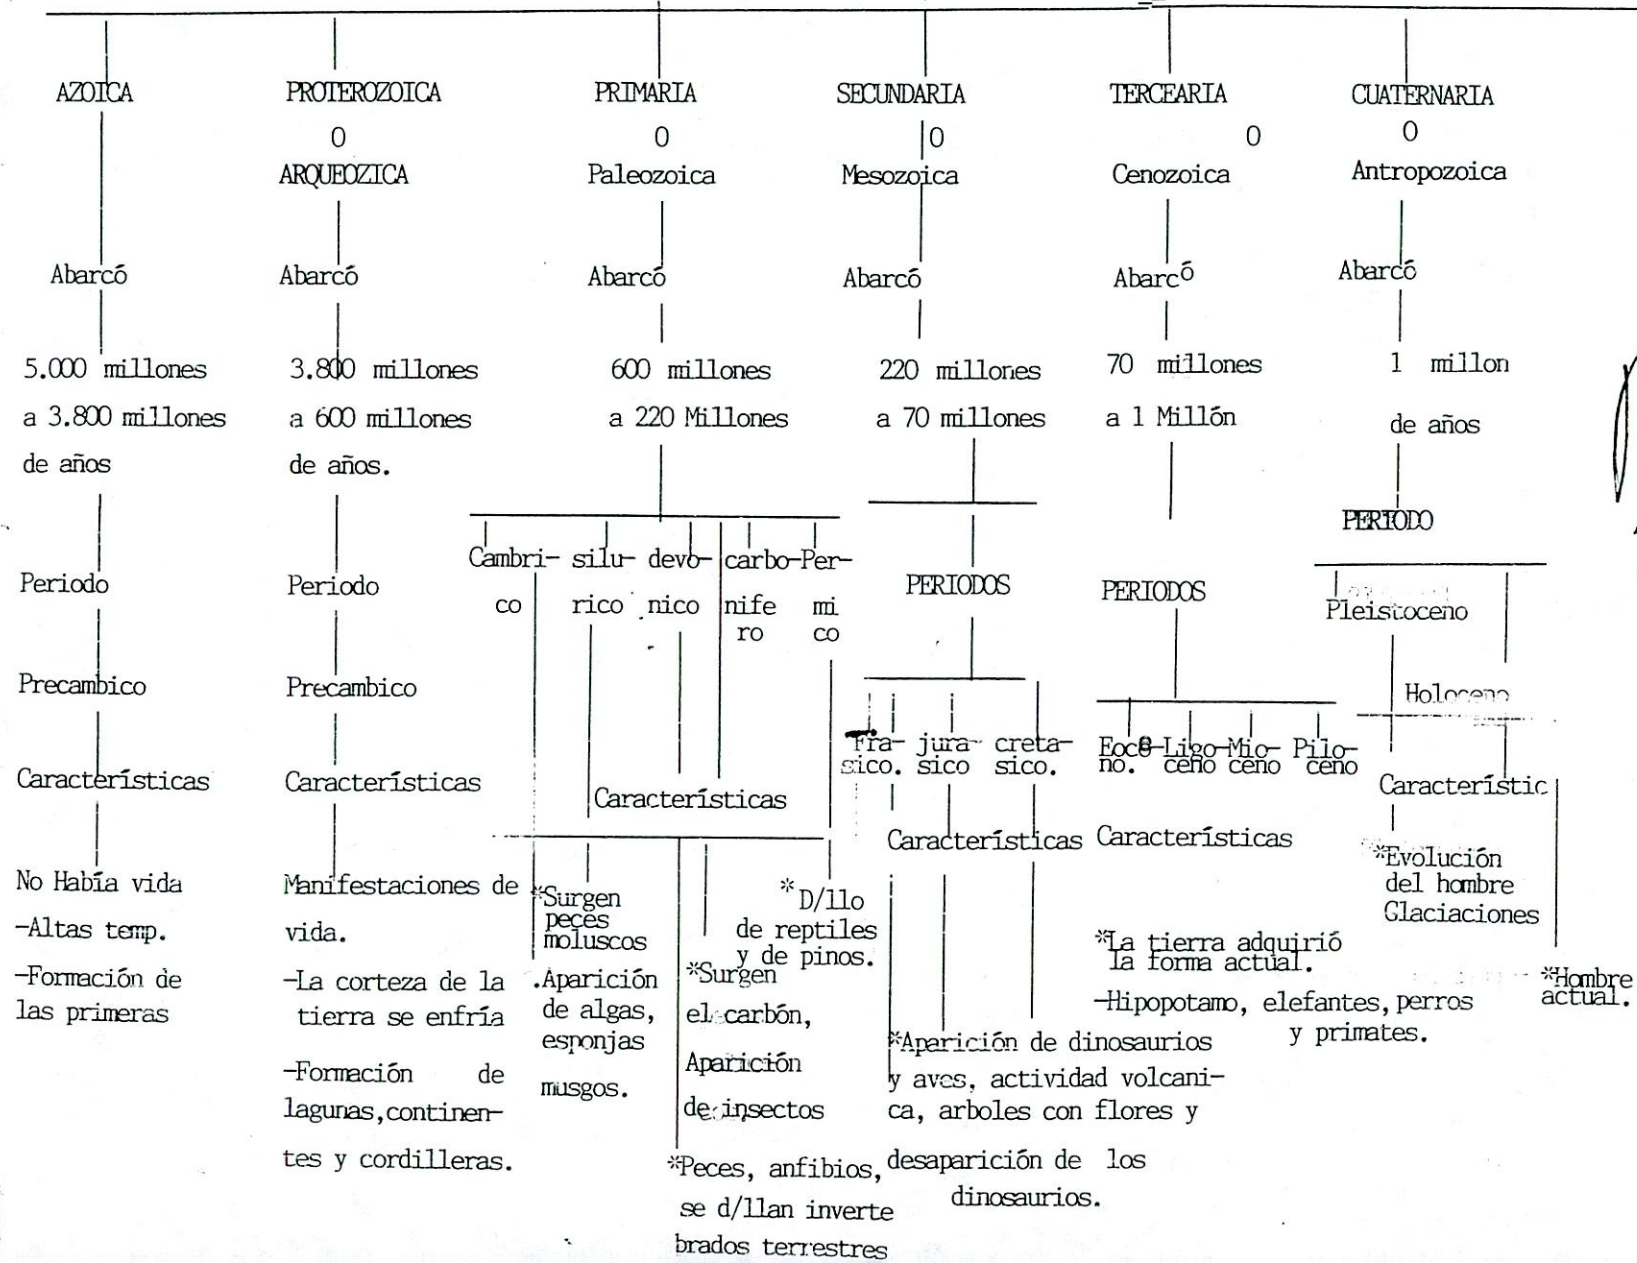 AZOICA
PROTEROZOICA
O
ARQUEOZICA
PRIMARIA
O
Paleozoica
SECUNDARIA
O
Mesozoica
TERCEARIA
O
Cenozoica
CUATERNARIA
O
Antropozoica
Abarcó
Abarcó
Abarcó
Abarcó
Abarcó
Abarcó
5.000 millones
a 3.800 millones
de años
3.800 millones
a 600 millones
de años.
600 millones
a 220 Millones
220 millones
a 70 millones
70 millones
a 1 Millón
1 millon
de años
Periodo
Precambico
Características
No Había vida
-Altas temp.
-Formación de
las primeras
Periodo
Precambico
Características
Manifestaciones de
vida.
-La corteza de la
tierra se enfría
-Formación de
lagunas,continen-
tes y cordilleras.
Cambri-
co
silu-
rico
devo-
nico
carbo-
nife
ro
Per-
mi
co
Características
*Surgen
peces
moluscos
.Aparición
de algas,
esponjas
musgos.
*Peces, anfibios,
se d/llan inverte
brados terrestres
*Surgen
el carbón,
Aparición
de insectos
* D/llo
de reptiles
y de pinos.
PERIODOS
Fra-
sico.
jura-
sico
creta-
sico.
Características
*Aparición de dinosaurios
y aves, actividad volcani-
ca, arboles con flores y
desaparición de los
dinosaurios.
PERIODOS
Eoce-
no.
Ligo-
ceno
Mio-
ceno
Pilo-
ceno
Características
*La tierra adquirió
la forma actual.
-Hipopotamo, elefantes, perros
y primates.
PERIODO
Pleistoceno
Holoceno
Característic
*Evolución
del hombre
Glaciaciones
*Hombre
actual.